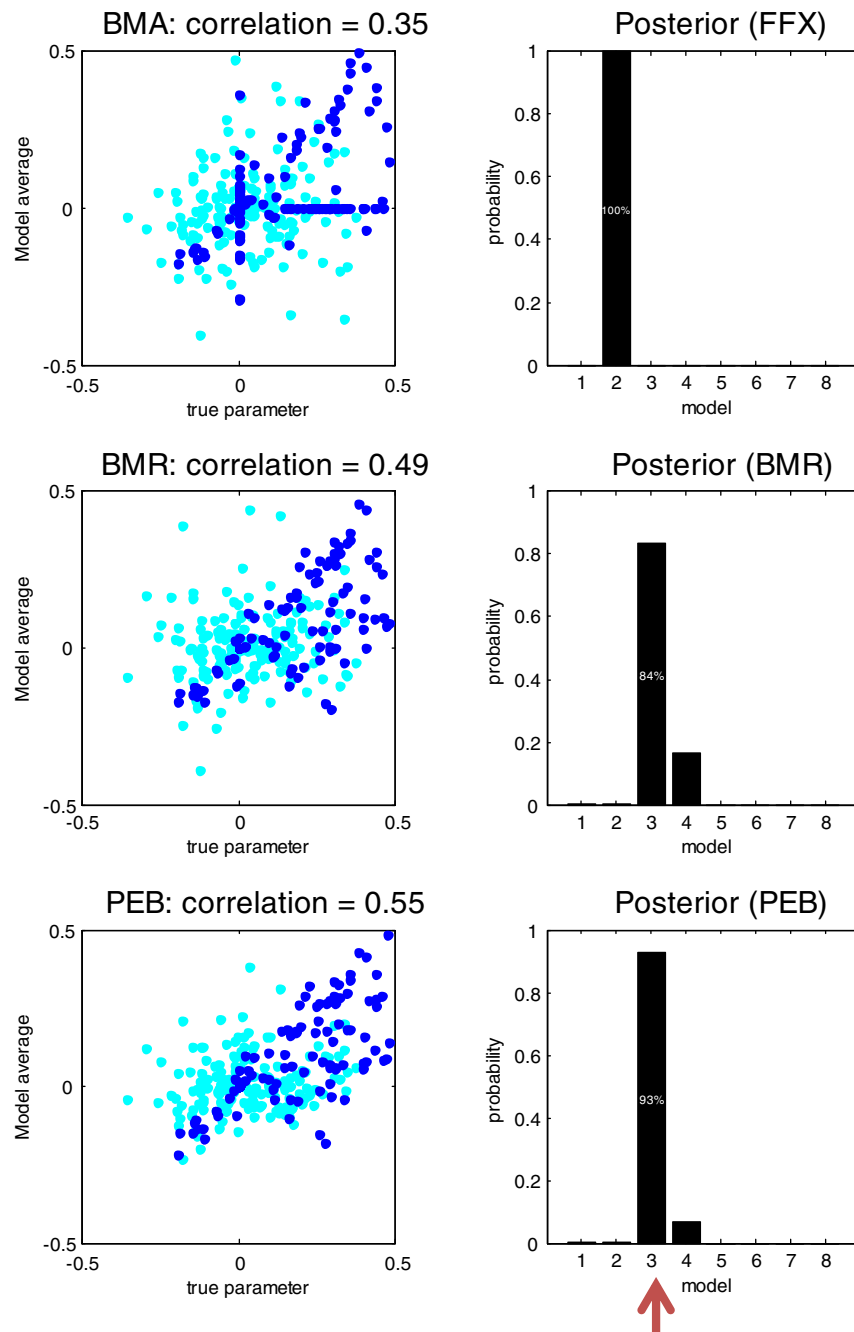 BMA: correlation = 0.35
0.5
0
-0.5
Model average
-0.5 0 0.5
true parameter
Posterior (FFX)
1
0.8
0.6
0.4
0.2
0
probability
100%
1 2 3 4 5 6 7 8
model
BMR: correlation = 0.49
0.5
0
-0.5
Model average
-0.5 0 0.5
true parameter
Posterior (BMR)
1
0.8
0.6
0.4
0.2
0
probability
84%
1 2 3 4 5 6 7 8
model
PEB: correlation = 0.55
0.5
0
-0.5
Model average
-0.5 0 0.5
true parameter
Posterior (PEB)
1
0.8
0.6
0.4
0.2
0
probability
93%
1 2 3 4 5 6 7 8
model